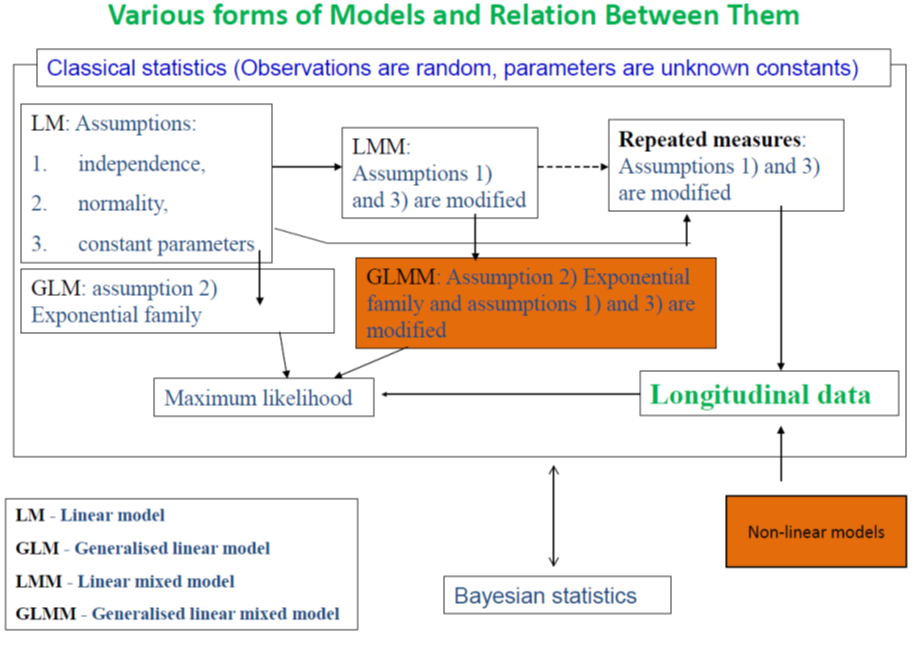 Various forms of Models and Relation Between Them
Classical statistics (Observations are random, parameters are unknown constants)
LM: Assumptions:
1. independence,
2. normality,
3. constant parameters
LMM:
Assumptions 1)
and 3) are modified
Repeated measures:
Assumptions 1) and 3)
are modified
GLM: assumption 2)
Exponential family
GLMM: Assumption 2) Exponential
family and assumptions 1) and 3) are
modified
Maximum likelihood
Longitudinal data
LM - Linear model
GLM - Generalised linear model
LMM - Linear mixed model
GLMM - Generalised linear mixed model
Non-linear models
Bayesian statistics